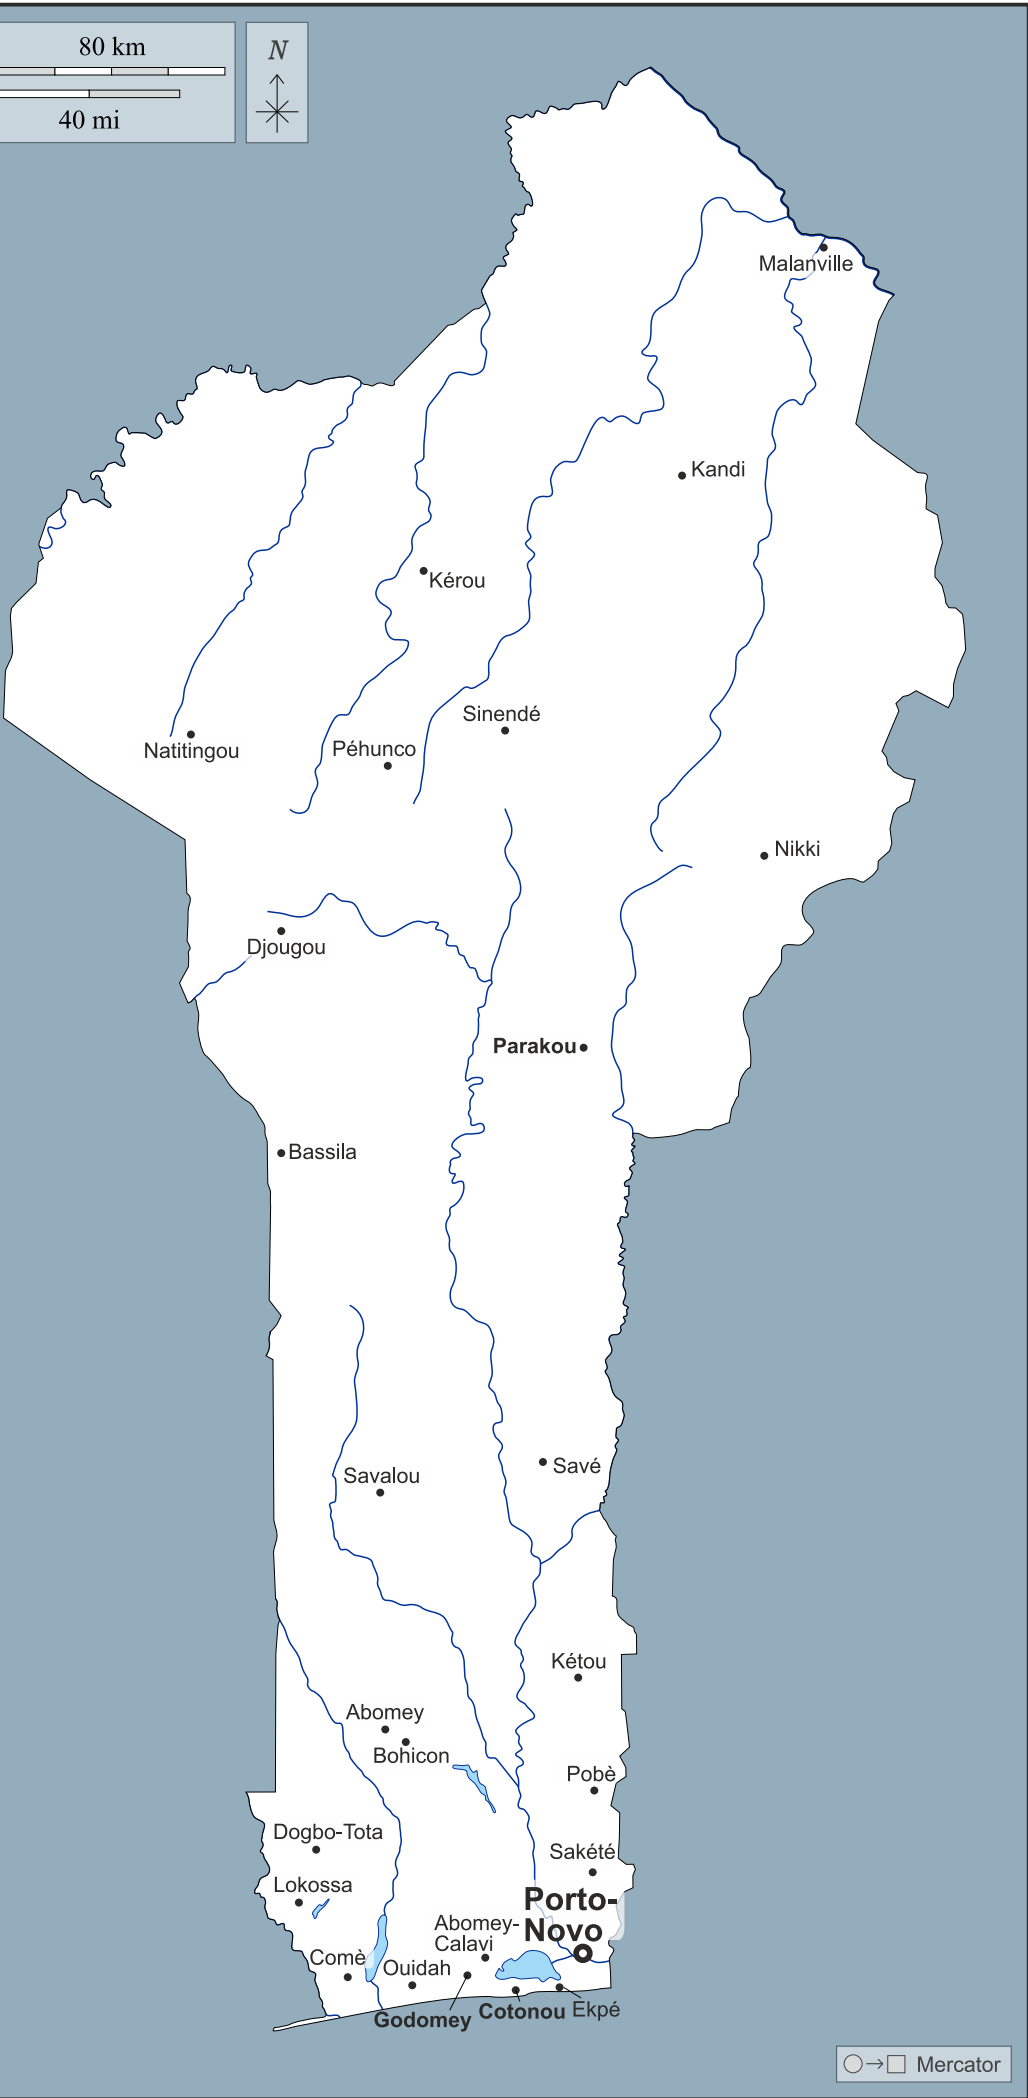 80 km
40 mi
N
Malanville
Kandi
Kérou
Sinendé
Natitingou
Péhunco
Nikki
Djougou
Parakou
Bassila
Savé
Savalou
Kétou
Abomey
Bohicon
Pobè
Dogbo-Tota
Sakété
Lokossa
Porto-
Novo
Abomey-
Calavi
Comè
Ouidah
Godomey
Cotonou
Ekpé
Mercator